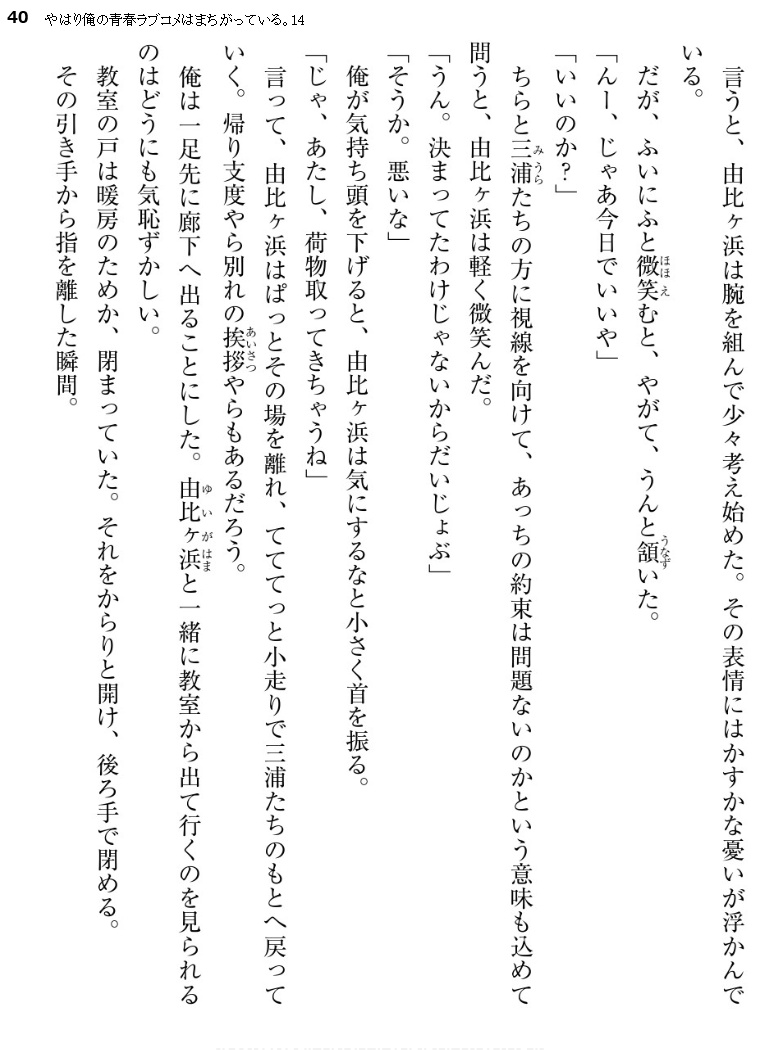 40 やはり俺の青春ラブコメはまちがっている。14
　言うと、由比ヶ浜は腕を組んで少々考え始めた。その表情にはかすかな憂いが浮かんで
いる。
　だが、ふいにふと微笑むと、やがて、うんと頷いた。
「んー、じゃあ今日でいいや」
「いいのか？」
　ちらと三浦たちの方に視線を向けて、あっちの約束は問題ないのかという意味も込めて
問うと、由比ヶ浜は軽く微笑んだ。
「うん。決まってたわけじゃないからだいじょぶ」
「そうか。悪いな」
　俺が気持ち頭を下げると、由比ヶ浜は気にするなと小さく首を振る。
「じゃ、あたし、荷物取ってきちゃうね」
　言って、由比ヶ浜はぱっとその場を離れ、てててっと小走りで三浦たちのもとへ戻って
いく。帰り支度やら別れの挨拶やらもあるだろう。
　俺は一足先に廊下へ出ることにした。由比ヶ浜と一緒に教室から出て行くのを見られる
のはどうにも気恥ずかしい。
　教室の戸は暖房のためか、閉まっていた。それをからりと開け、後ろ手で閉める。
　その引き手から指を離した瞬間。